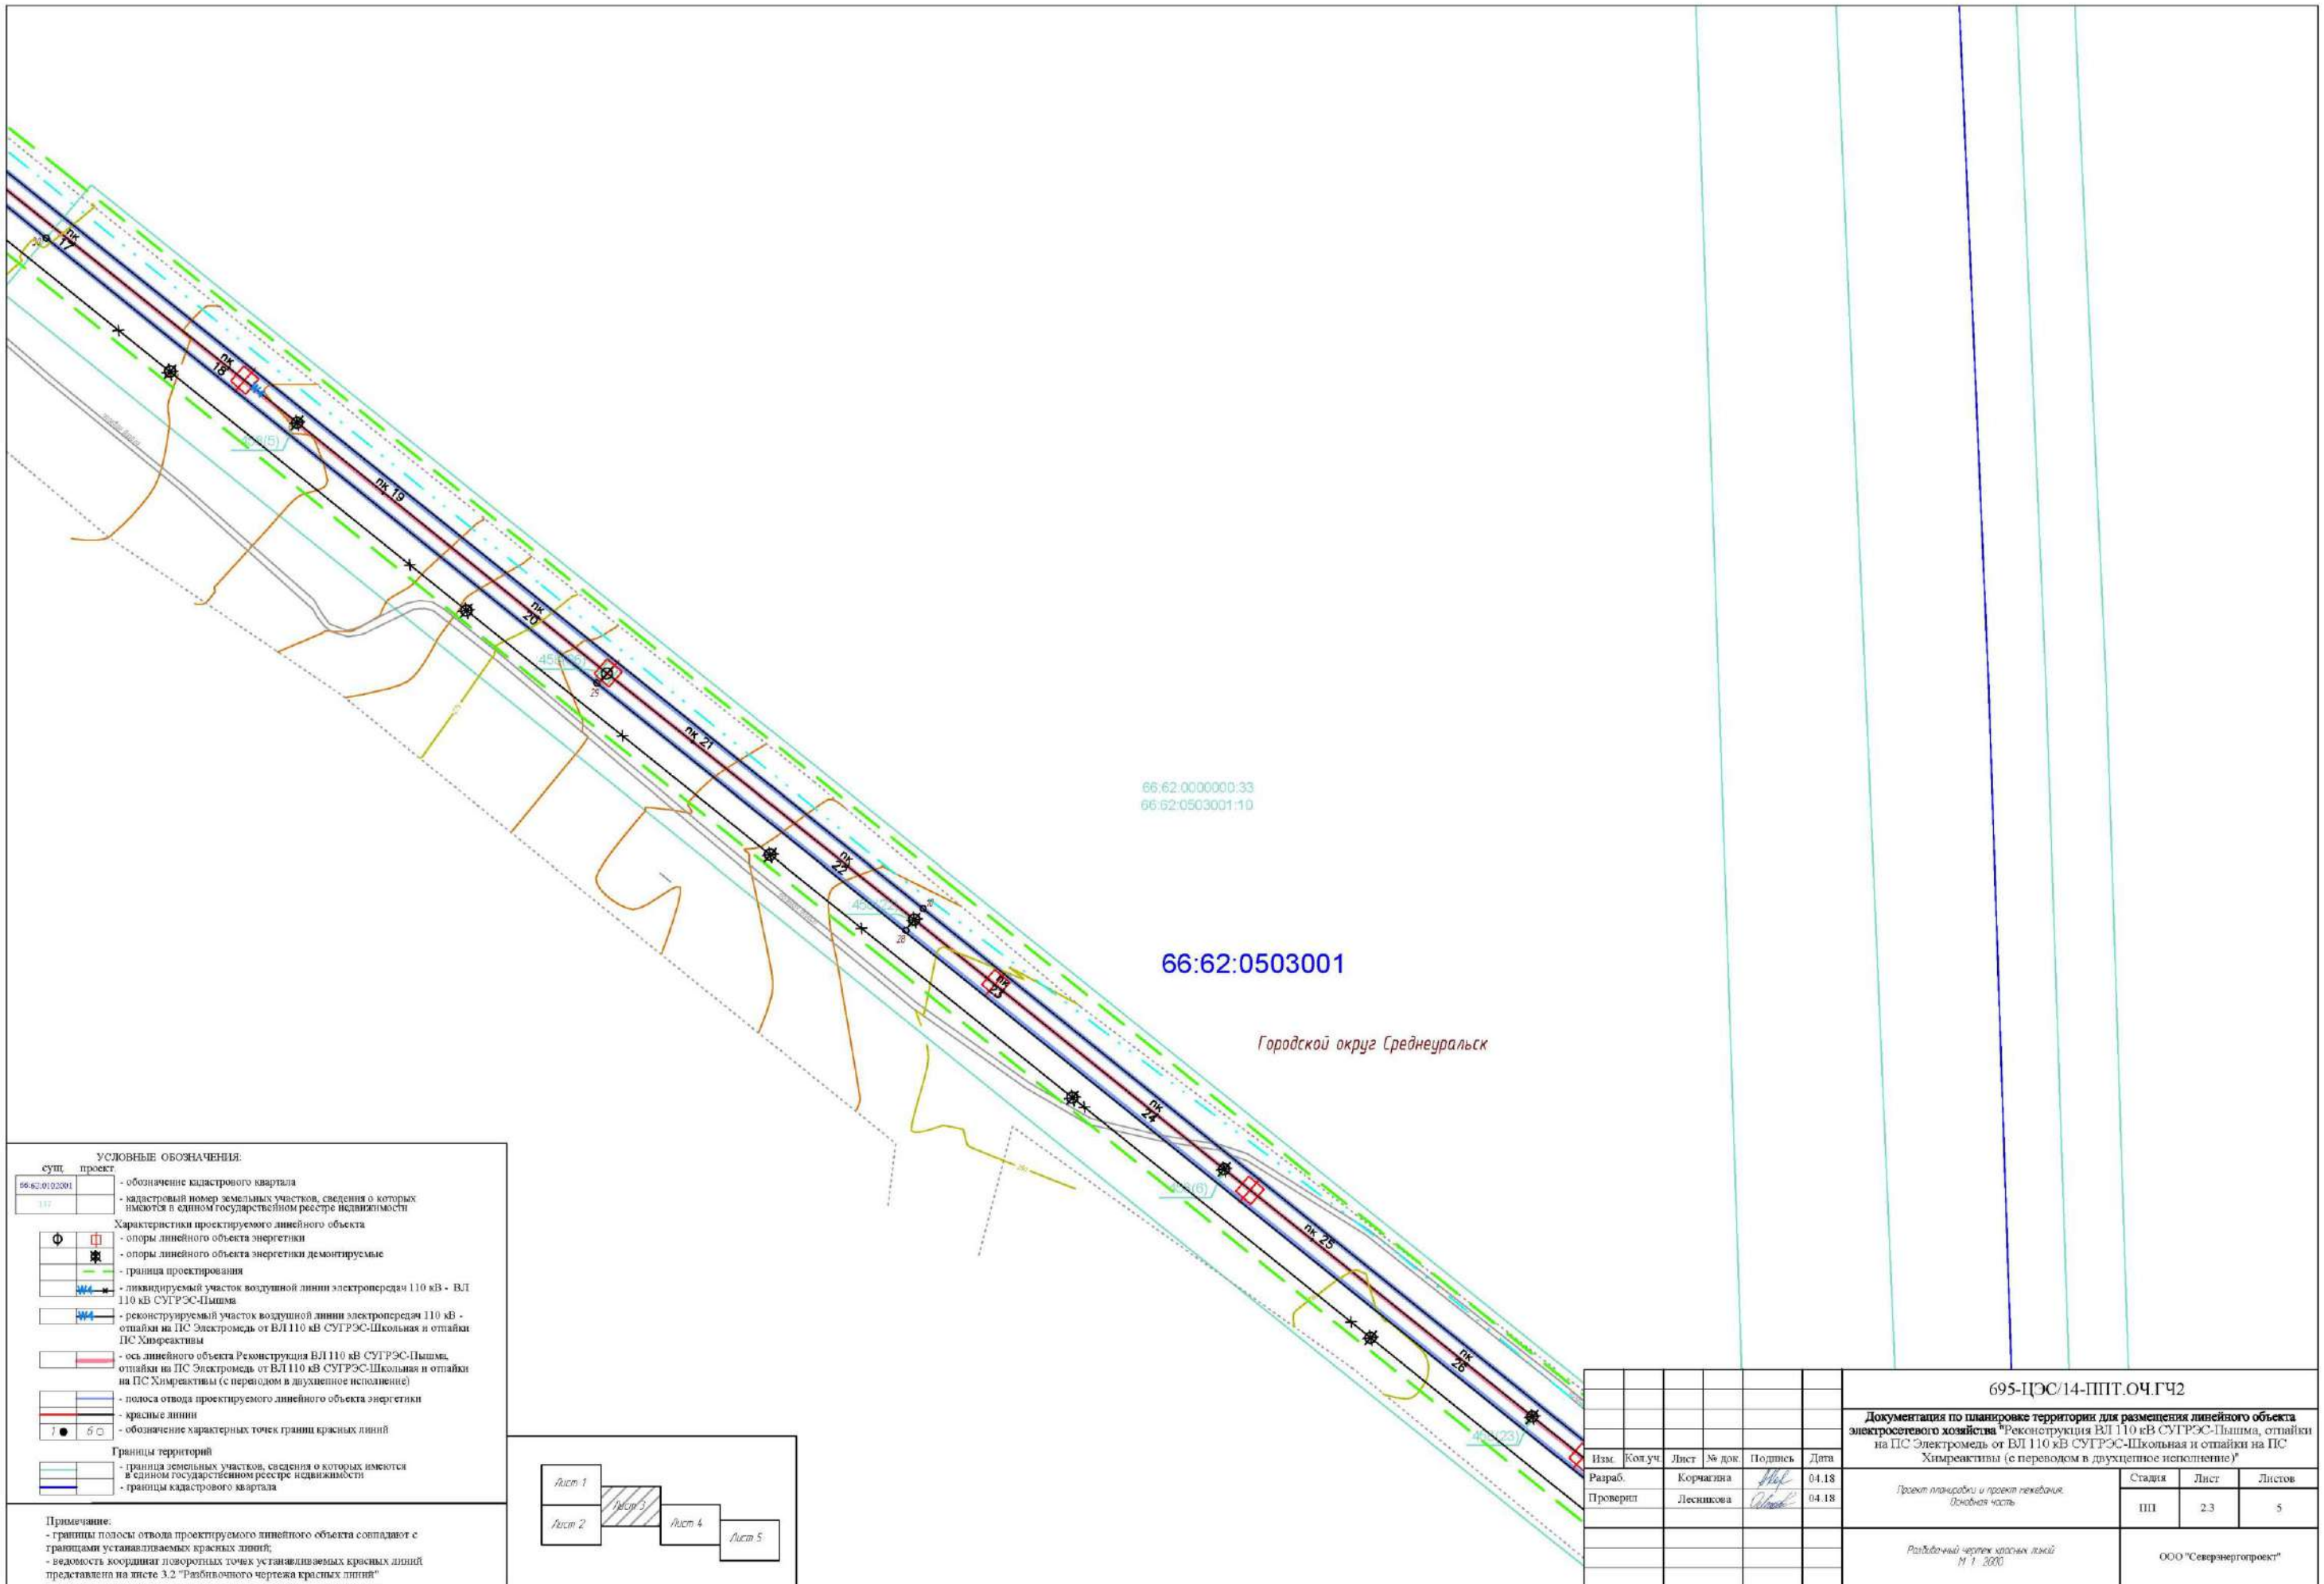 пк
17
пк
18
пк 19
пк
20
29
пк 21
66:62:0000000:33
66:62:0503001:10
пк
22
28
66:62:0503001
пк
23
Городской округ Среднеуральск
пк
24
пк 25
пк
26
УСЛОВНЫЕ ОБОЗНАЧЕНИЯ:
сущ. проект.
66:62:0102001 - обозначение кадастрового квартала
- кадастровый номер земельных участков, сведения о которых
имеются в едином государственном реестре недвижимости
Характеристики проектируемого линейного объекта
- опоры линейного объекта энергетики
- опоры линейного объекта энергетики демонтируемые
- граница проектирования
W4 - ликвидируемый участок воздушной линии электропередач 110 кВ - ВЛ
110 кВ СУГРЭС-Пышма
W4 - реконструируемый участок воздушной линии электропередач 110 кВ -
отпайки на ПС Электромедь от ВЛ 110 кВ СУГРЭС-Школьная и отпайки
ПС Химреактивы
- ось линейного объекта Реконструкция ВЛ 110 кВ СУГРЭС-Пышма,
отпайки на ПС Электромедь от ВЛ 110 кВ СУГРЭС-Школьная и отпайки
на ПС Химреактивы (с переводом в двухцепное исполнение)
- полоса отвода проектируемого линейного объекта энергетики
- красные линии
1 6 - обозначение характерных точек границ красных линий
Границы территорий
- граница земельных участков, сведения о которых имеются
в едином государственном реестре недвижимости
- границы кадастрового квартала
Примечание:
- границы полосы отвода проектируемого линейного объекта совпадают с
границами устанавливаемых красных линий;
- ведомость координат поворотных точек устанавливаемых красных линий
представлена на листе 3.2 "Разбивочного чертежа красных линий"
Лист 1
Лист 2
Лист 3
Лист 4
Лист 5
695-ЦЭС/14-ППТ.ОЧ.ГЧ2
Документация по планировке территории для размещения линейного объекта
электросетевого хозяйства "Реконструкция ВЛ 110 кВ СУГРЭС-Пышма, отпайки
на ПС Электромедь от ВЛ 110 кВ СУГРЭС-Школьная и отпайки на ПС
Химреактивы (с переводом в двухцепное исполнение)"
Изм. Кол.уч. Лист № док. Подпись Дата
Разраб. Корчагина 04.18
Проверил Лесникова 04.18
Проект планировки и проект межевания.
Основная часть
Стадия Лист Листов
ПП 2.3 5
Разбивочный чертеж красных линий
М 1: 2000
ООО "Северэнергопроект"